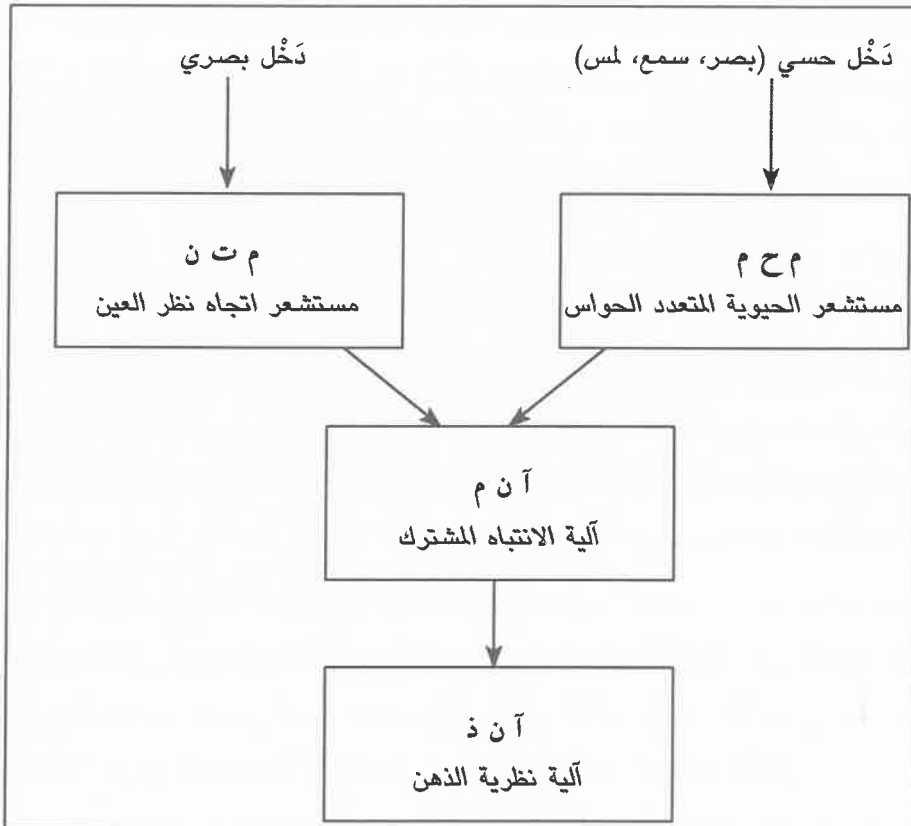 دَخْل حسي (بصر، سمع، لمس)
دَخْل بصري
م ح م
مستشعر الحيوية المتعدد الحواس
م ت ن
مستشعر اتجاه نظر العين
آ ن م
آلية الانتباه المشترك
آ ن ذ
آلية نظرية الذهن